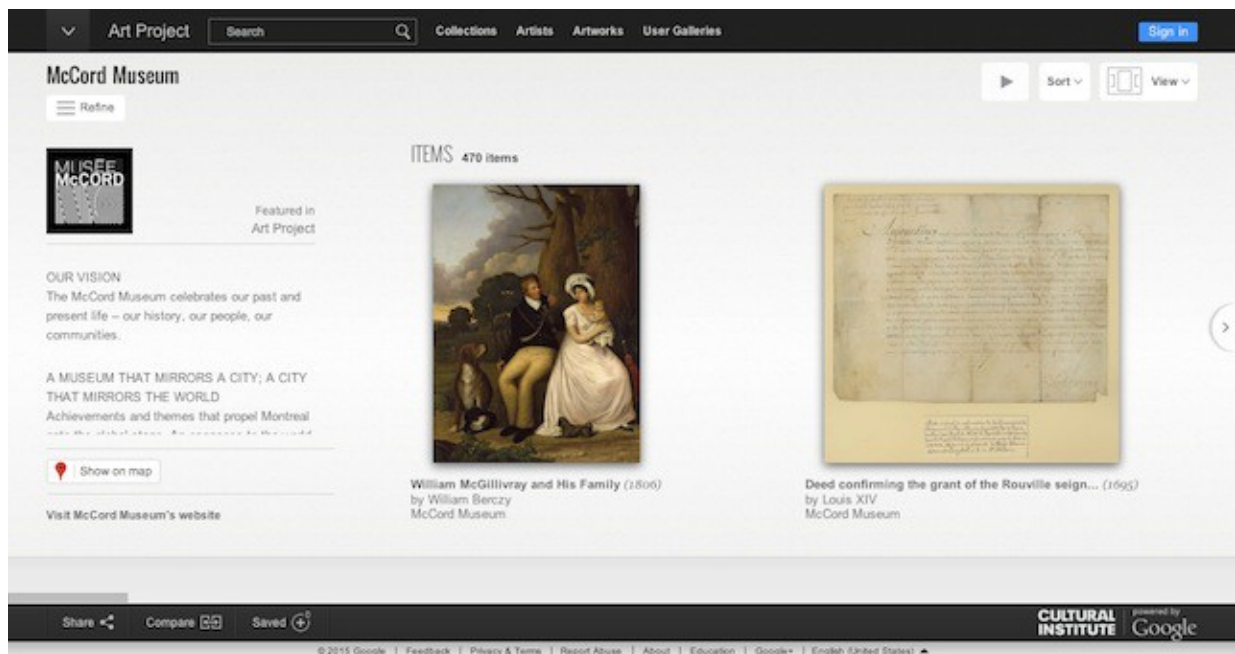 Art Project
Search
Collections Artists Artworks User Galleries
Sign in
McCord Museum
Refine
Sort
View
MUSÉE
McCORD
Featured in
Art Project
OUR VISION
The McCord Museum celebrates our past and
present life – our history, our people, our
communities.
A MUSEUM THAT MIRRORS A CITY; A CITY
THAT MIRRORS THE WORLD
Achievements and themes that propel Montreal
Show on map
Visit McCord Museum's website
ITEMS 470 items
William McGillivray and His Family (1806)
by William Berczy
McCord Museum
Deed confirming the grant of the Rouville seign... (1695)
by Louis XIV
McCord Museum
Share Compare Saved 0
CULTURAL
INSTITUTE
powered by
Google
© 2015 Google | Feedback | Privacy & Terms | Report Abuse | About | Education | Google+ | English (United States)